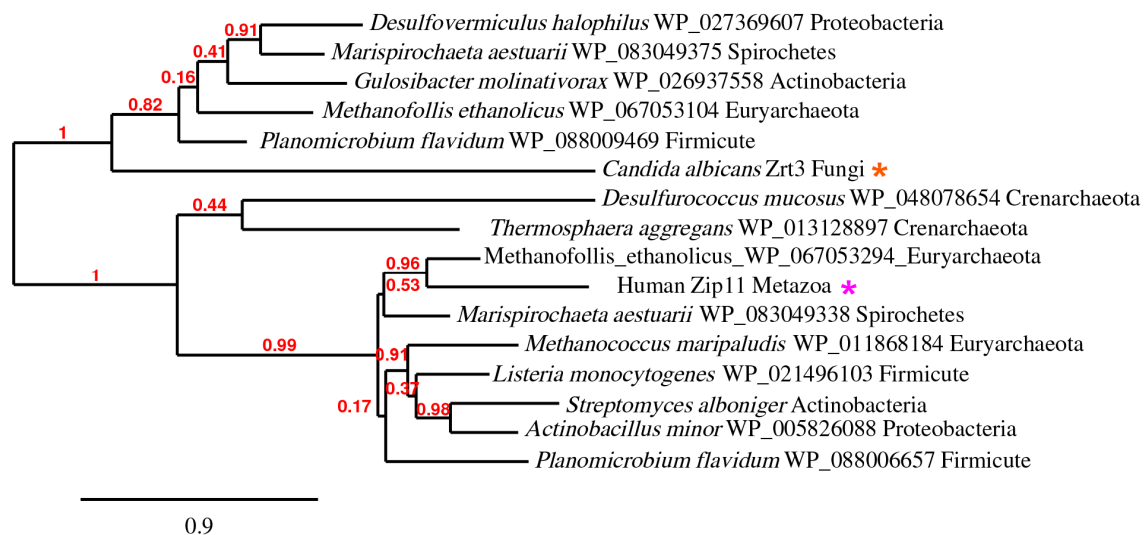 Desulfovermiculus halophilus WP_027369607 Proteobacteria
0.91
Marispirochaeta aestuarii WP_083049375 Spirochetes
0.41
0.16
Gulosibacter molinativorax WP_026937558 Actinobacteria
0.82
Methanofollis ethanolicus WP_067053104 Euryarchaeota
1
Planomicrobium flavidum WP_088009469 Firmicute
Candida albicans Zrt3 Fungi *
Desulfurococcus mucosus WP_048078654 Crenarchaeota
0.44
Thermosphaera aggregans WP_013128897 Crenarchaeota
Methanofollis_ethanolicus_WP_067053294_Euryarchaeota
0.96
1
0.53
Human Zip11 Metazoa *
Marispirochaeta aestuarii WP_083049338 Spirochetes
0.99
Methanococcus maripaludis WP_011868184 Euryarchaeota
0.91
Listeria monocytogenes WP_021496103 Firmicute
0.37
0.17
Streptomyces alboniger Actinobacteria
0.98
Actinobacillus minor WP_005826088 Proteobacteria
Planomicrobium flavidum WP_088006657 Firmicute
0.9